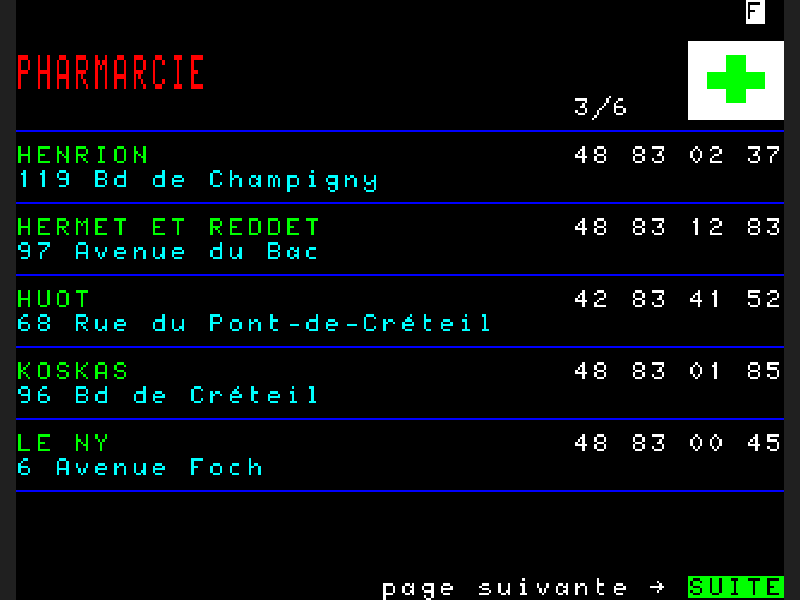 F
PHARMARCIE
3/6
HENRION 48 83 02 37
119 Bd de Champigny
HERMET ET REDDET 48 83 12 83
97 Avenue du Bac
HUOT 42 83 41 52
68 Rue du Pont-de-Créteil
KOSKAS 48 83 01 85
96 Bd de Créteil
LE NY 48 83 00 45
6 Avenue Foch
page suivante → SUITE